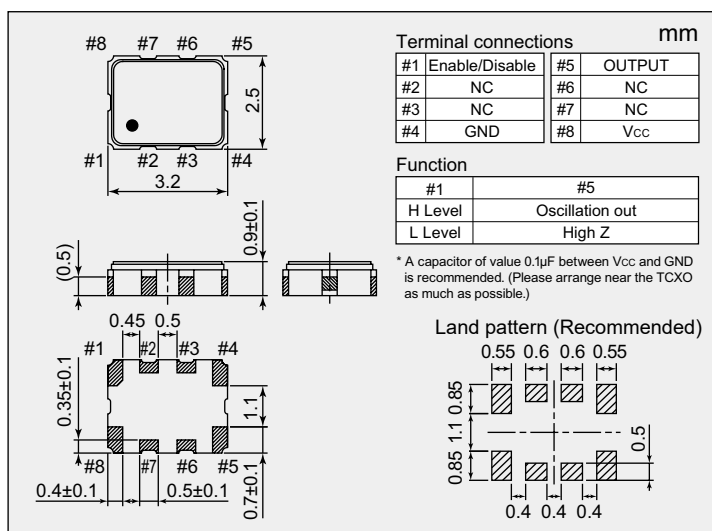 mm
#8 #7 #6 #5
2.5
#1 #2 #3 #4
3.2
Terminal connections
#1 Enable/Disable #5 OUTPUT
#2 NC #6 NC
#3 NC #7 NC
#4 GND #8 Vcc
Function
#1 #5
H Level Oscillation out
L Level High Z
* A capacitor of value 0.1µF between Vcc and GND
is recommended. (Please arrange near the TCXO
as much as possible.)
(0.5)
0.9±0.1
0.45 0.5
#1 #2 #3 #4
0.35±0.1
1.1
#8 #7 #6 #5
0.4±0.1 0.5±0.1
0.7±0.1
Land pattern (Recommended)
0.55 0.6 0.6 0.55
0.85
1.1
0.85
0.5
0.4 0.4
0.4